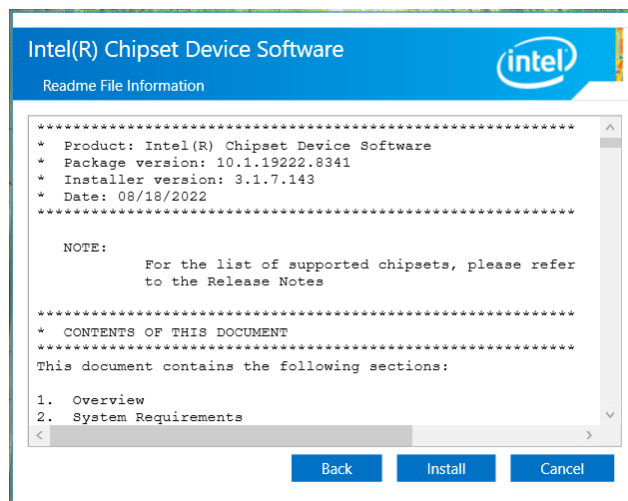 Intel(R) Chipset Device Software
intel
Readme File Information
************************************************************
*  Product: Intel(R) Chipset Device Software
*  Package version: 10.1.19222.8341
*  Installer version: 3.1.7.143
*  Date: 08/18/2022
************************************************************
NOTE:
For the list of supported chipsets, please refer
to the Release Notes
************************************************************
*  CONTENTS OF THIS DOCUMENT
************************************************************
This document contains the following sections:
1.  Overview
2.  System Requirements
Back
Install
Cancel